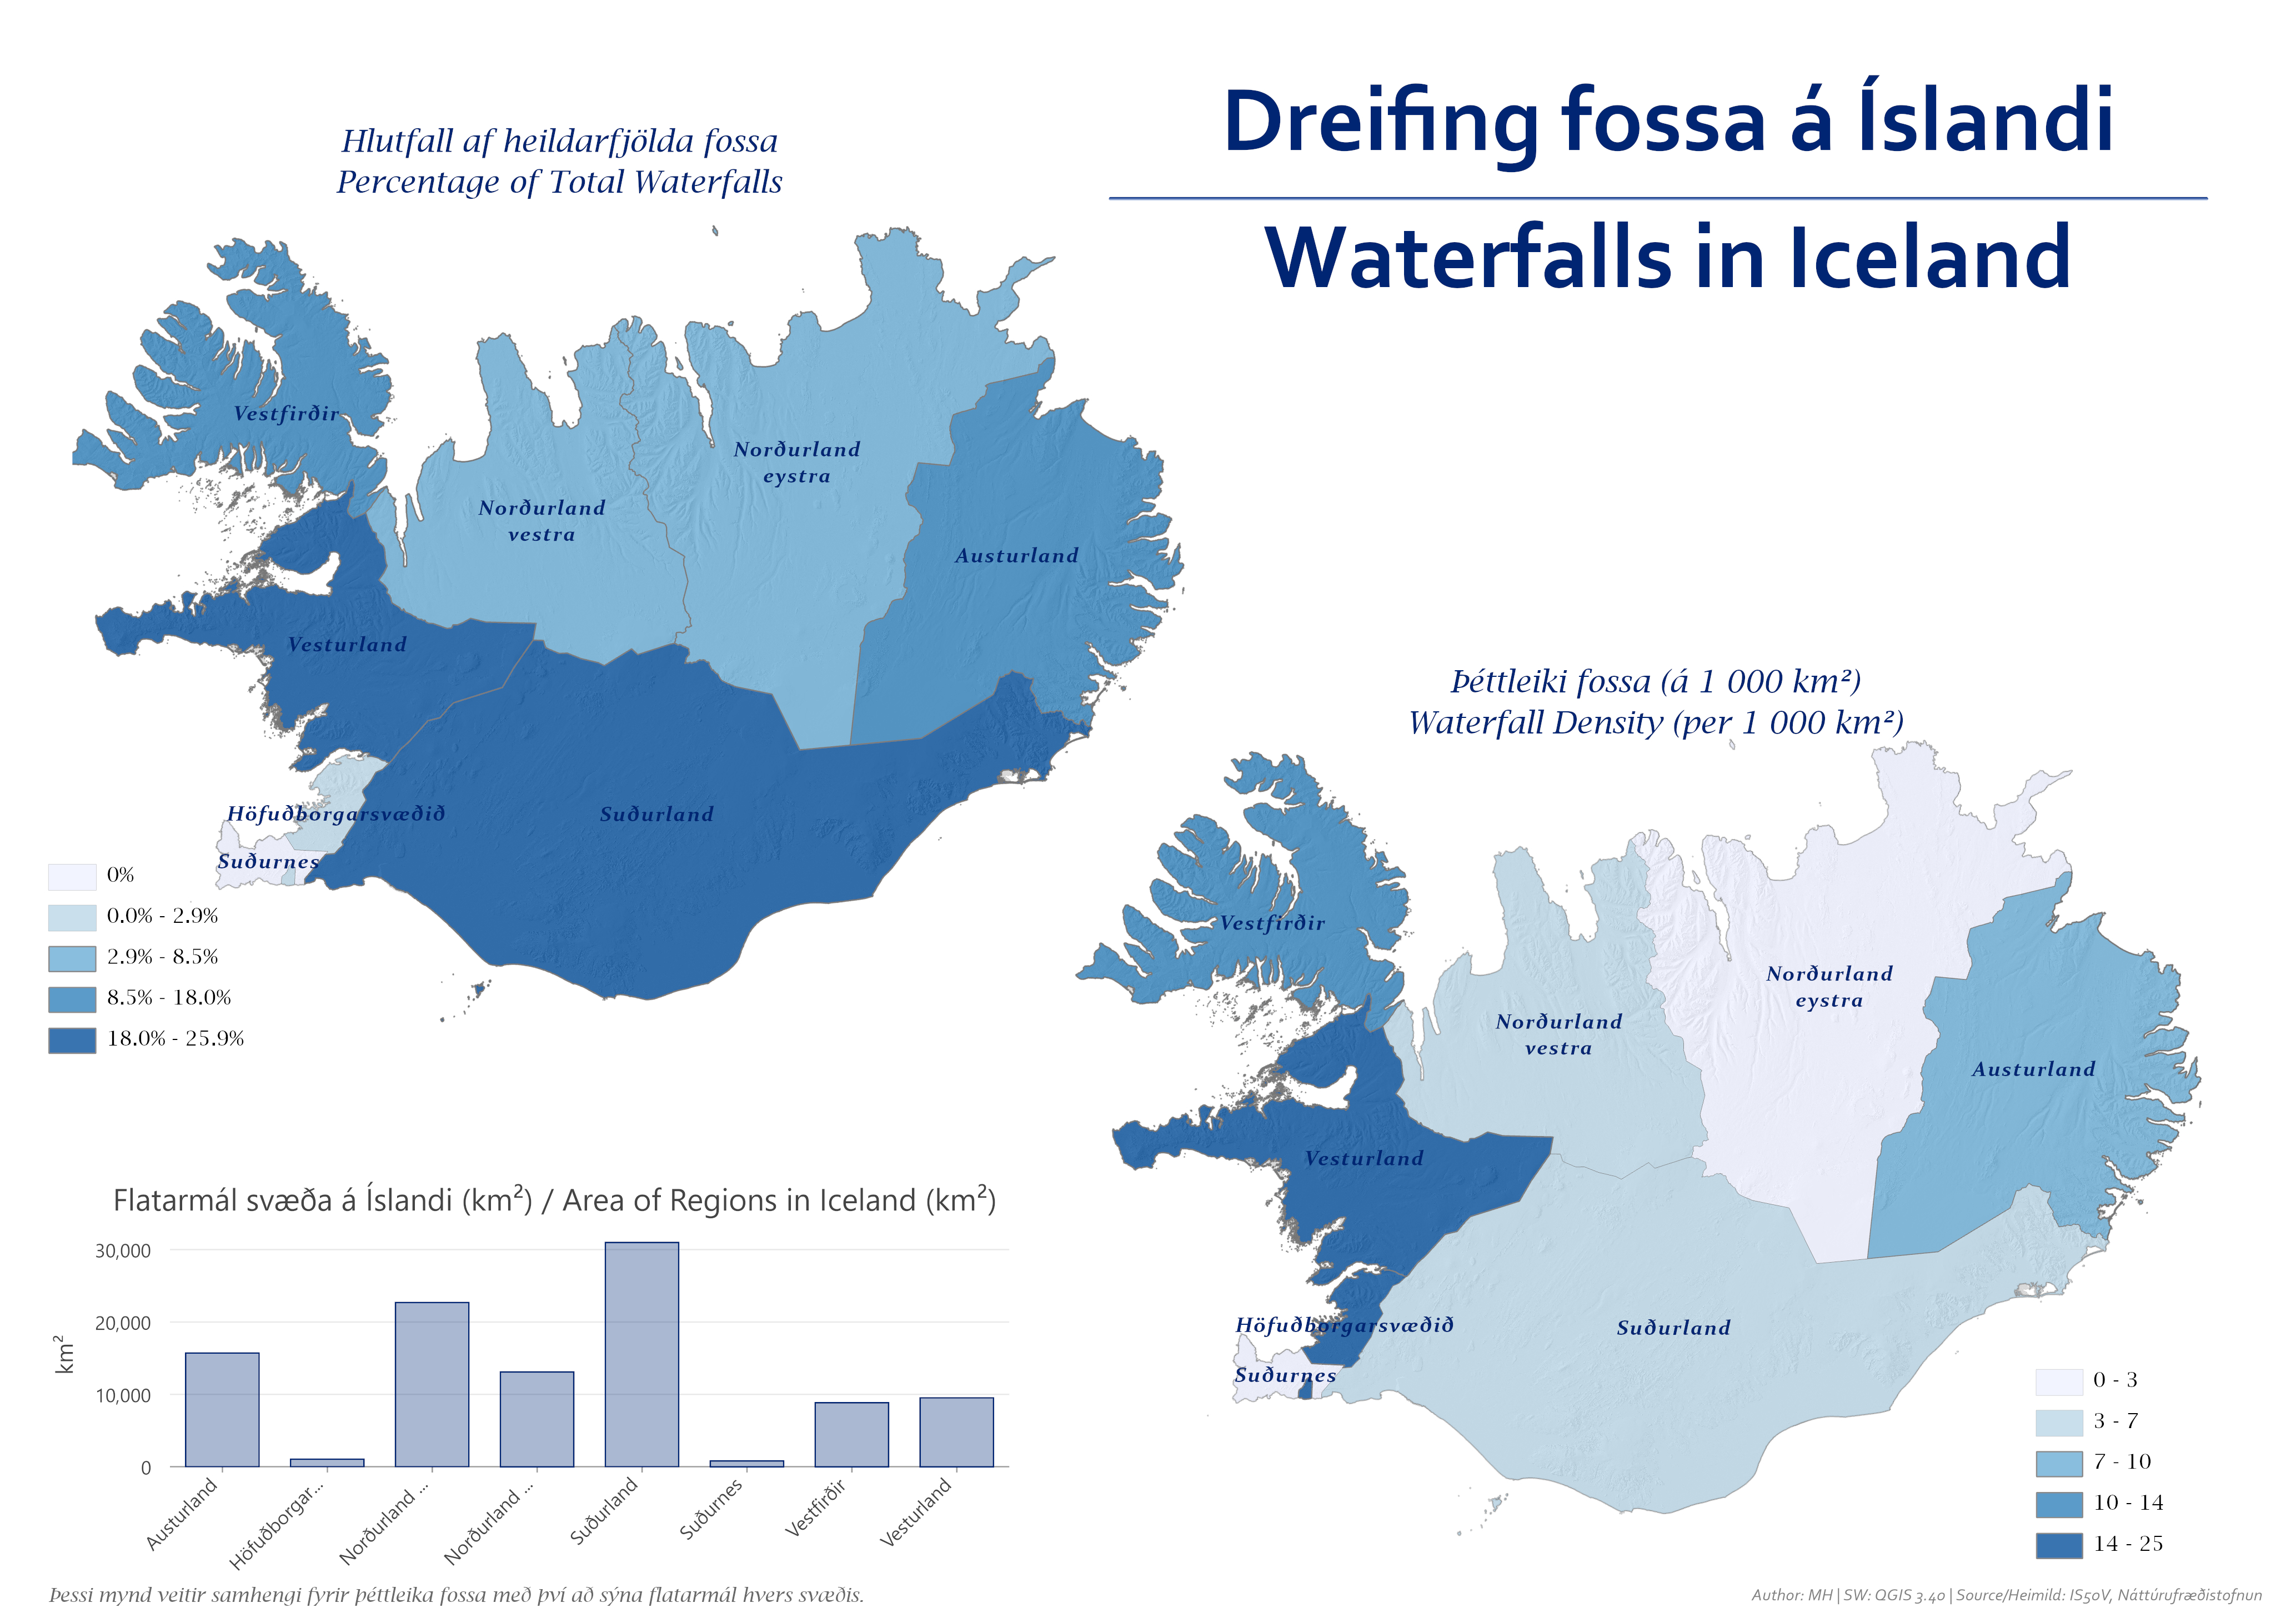 Dreifing fossa á Íslandi
Waterfalls in Iceland
Hlutfall af heildarfjölda fossa
Percentage of Total Waterfalls
Vestfirðir
Norðurland
eystra
Norðurland
vestra
Austurland
Vesturland
Höfuðborgarsvæðið
Suðurland
Suðurnes
0%
0.0% - 2.9%
2.9% - 8.5%
8.5% - 18.0%
18.0% - 25.9%
Þéttleiki fossa (á 1 000 km²)
Waterfall Density (per 1 000 km²)
Vestfirðir
Norðurland
eystra
Norðurland
vestra
Austurland
Vesturland
Höfuðborgarsvæðið
Suðurland
Suðurnes
0 - 3
3 - 7
7 - 10
10 - 14
14 - 25
Flatarmál svæða á Íslandi (km²) / Area of Regions in Iceland (km²)
km²
30,000
20,000
10,000
0
Austurland
Höfuðborgar...
Norðurland ...
Norðurland ...
Suðurland
Suðurnes
Vestfirðir
Vesturland
Þessi mynd veitir samhengi fyrir þéttleika fossa með því að sýna flatarmál hvers svæðis.
Author: MH | SW: QGIS 3.40 | Source/Heimild: IS50V, Náttúrufræðistofnun